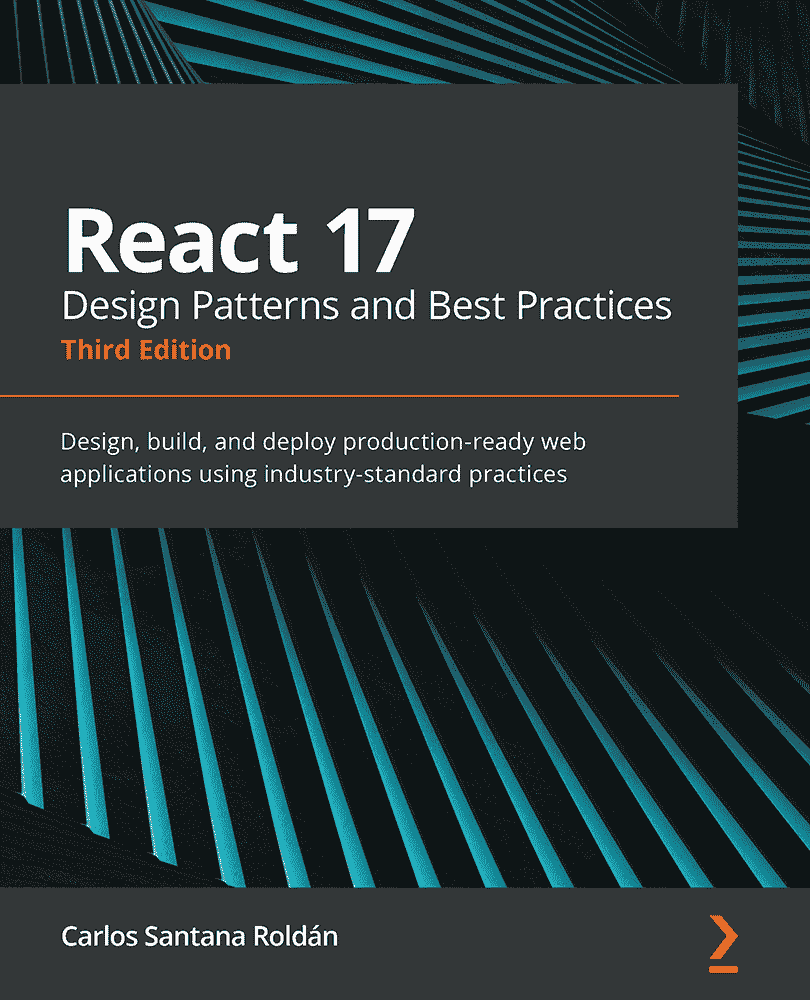 React 17
Design Patterns and Best Practices
Third Edition
Design, build, and deploy production-ready web
applications using industry-standard practices
Carlos Santana Roldán